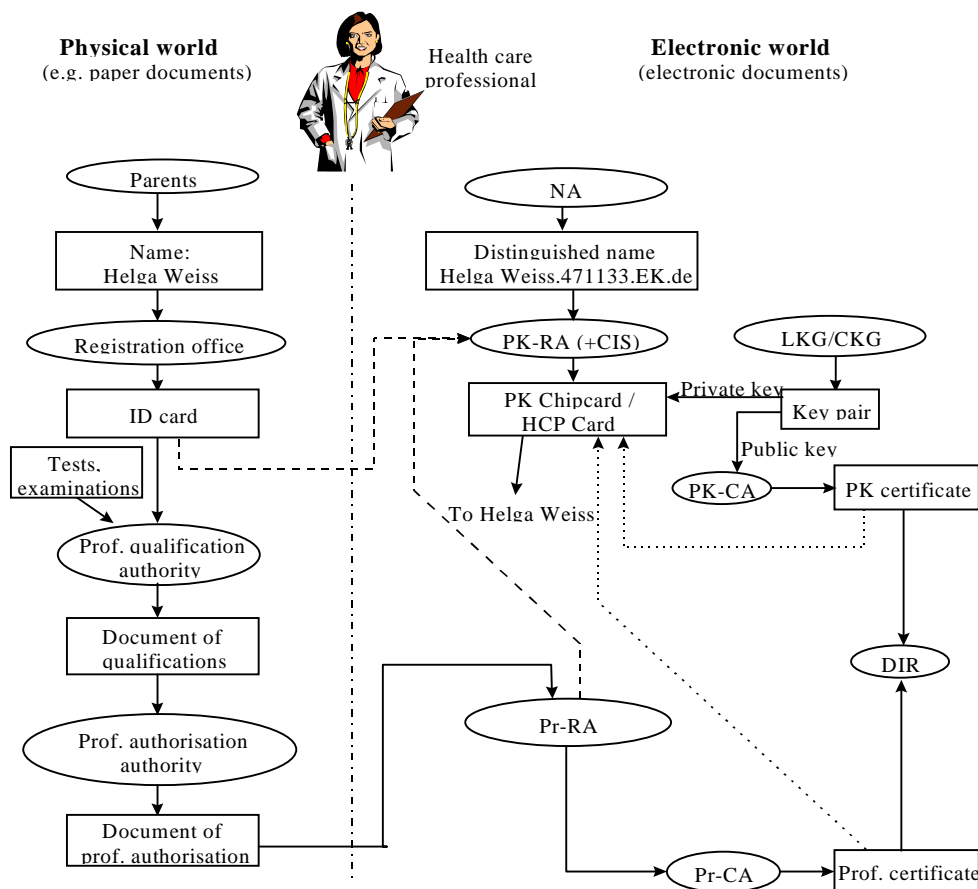 Physical world
(e.g. paper documents)
Health care
professional
Electronic world
(electronic documents)
Parents
Name:
Helga Weiss
Registration office
ID card
Tests,
examinations
Prof. qualification
authority
Document of
qualifications
Prof. authorisation
authority
Document of
prof. authorisation
NA
Distinguished name
Helga Weiss.471133.EK.de
PK-RA (+CIS)
LKG/CKG
Private key
Key pair
PK Chipcard /
HCP Card
Public key
PK-CA
PK certificate
To Helga Weiss
DIR
Pr-RA
Pr-CA
Prof. certificate